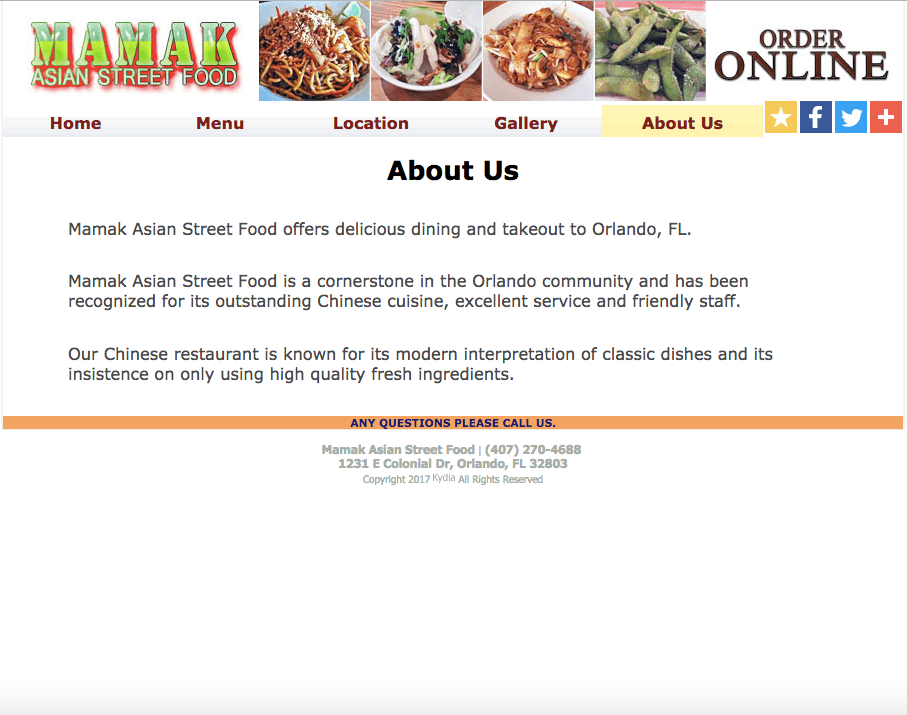 MAMAK
ASIAN STREET FOOD
ORDER
ONLINE
Home Menu Location Gallery About Us
About Us
Mamak Asian Street Food offers delicious dining and takeout to Orlando, FL.
Mamak Asian Street Food is a cornerstone in the Orlando community and has been
recognized for its outstanding Chinese cuisine, excellent service and friendly staff.
Our Chinese restaurant is known for its modern interpretation of classic dishes and its
insistence on only using high quality fresh ingredients.
ANY QUESTIONS PLEASE CALL US.
Mamak Asian Street Food | (407) 270-4688
1231 E Colonial Dr, Orlando, FL 32803
Copyright 2017 Kydia All Rights Reserved